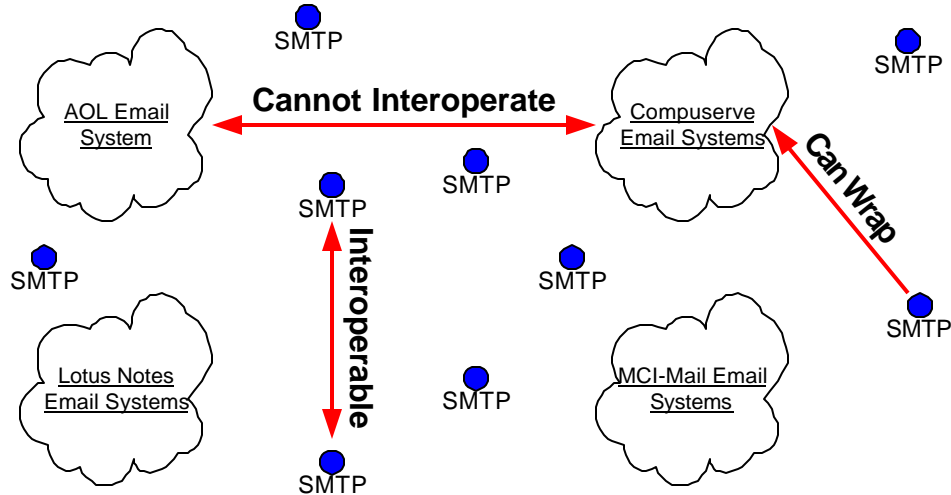 SMTP
SMTP
AOL Email
System
Cannot Interoperate
Compuserve
Email Systems
SMTP
SMTP
Can Wrap
Interoperable
SMTP
SMTP
SMTP
Lotus Notes
Email Systems
SMTP
MCI-Mail Email
Systems
SMTP